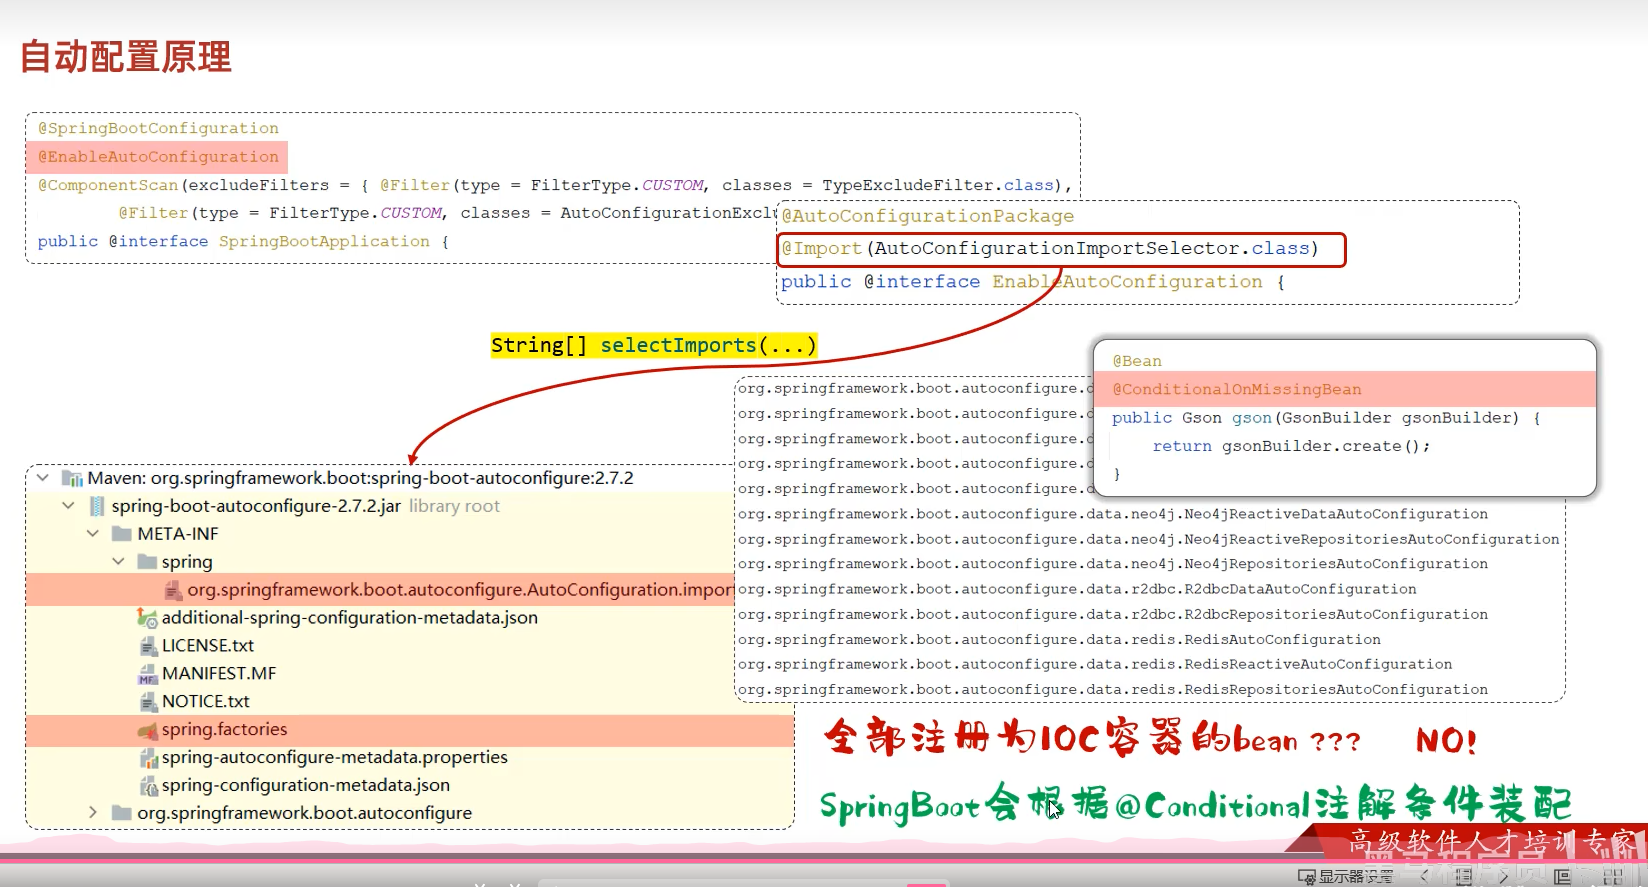 自动配置原理
@SpringBootConfiguration
@EnableAutoConfiguration
@ComponentScan(excludeFilters = { @Filter(type = FilterType.CUSTOM, classes = TypeExcludeFilter.class),
@Filter(type = FilterType.CUSTOM, classes = AutoConfigurationExclu
public @interface SpringBootApplication {
@AutoConfigurationPackage
@Import(AutoConfigurationImportSelector.class)
public @interface EnableAutoConfiguration {
String[] selectImports(...)
@Bean
@ConditionalOnMissingBean
public Gson gson(GsonBuilder gsonBuilder) {
return gsonBuilder.create();
}
Maven: org.springframework.boot:spring-boot-autoconfigure:2.7.2
spring-boot-autoconfigure-2.7.2.jar library root
META-INF
spring
org.springframework.boot.autoconfigure.AutoConfiguration.impor
additional-spring-configuration-metadata.json
LICENSE.txt
MANIFEST.MF
NOTICE.txt
spring.factories
spring-autoconfigure-metadata.properties
spring-configuration-metadata.json
org.springframework.boot.autoconfigure
org.springframework.boot.autoconfigure.d
org.springframework.boot.autoconfigure.d
org.springframework.boot.autoconfigure.d
org.springframework.boot.autoconfigure.d
org.springframework.boot.autoconfigure.d
org.springframework.boot.autoconfigure.data.neo4j.Neo4jReactiveDataAutoConfiguration
org.springframework.boot.autoconfigure.data.neo4j.Neo4jReactiveRepositoriesAutoConfiguration
org.springframework.boot.autoconfigure.data.neo4j.Neo4jRepositoriesAutoConfiguration
org.springframework.boot.autoconfigure.data.r2dbc.R2dbcDataAutoConfiguration
org.springframework.boot.autoconfigure.data.r2dbc.R2dbcRepositoriesAutoConfiguration
org.springframework.boot.autoconfigure.data.redis.RedisAutoConfiguration
org.springframework.boot.autoconfigure.data.redis.RedisReactiveAutoConfiguration
org.springframework.boot.autoconfigure.data.redis.RedisRepositoriesAutoConfiguration
全部注册为IOC容器的bean ??? NO!
SpringBoot会根据@Conditional注解条件装配
高级软件人才培训专家
显示器设置